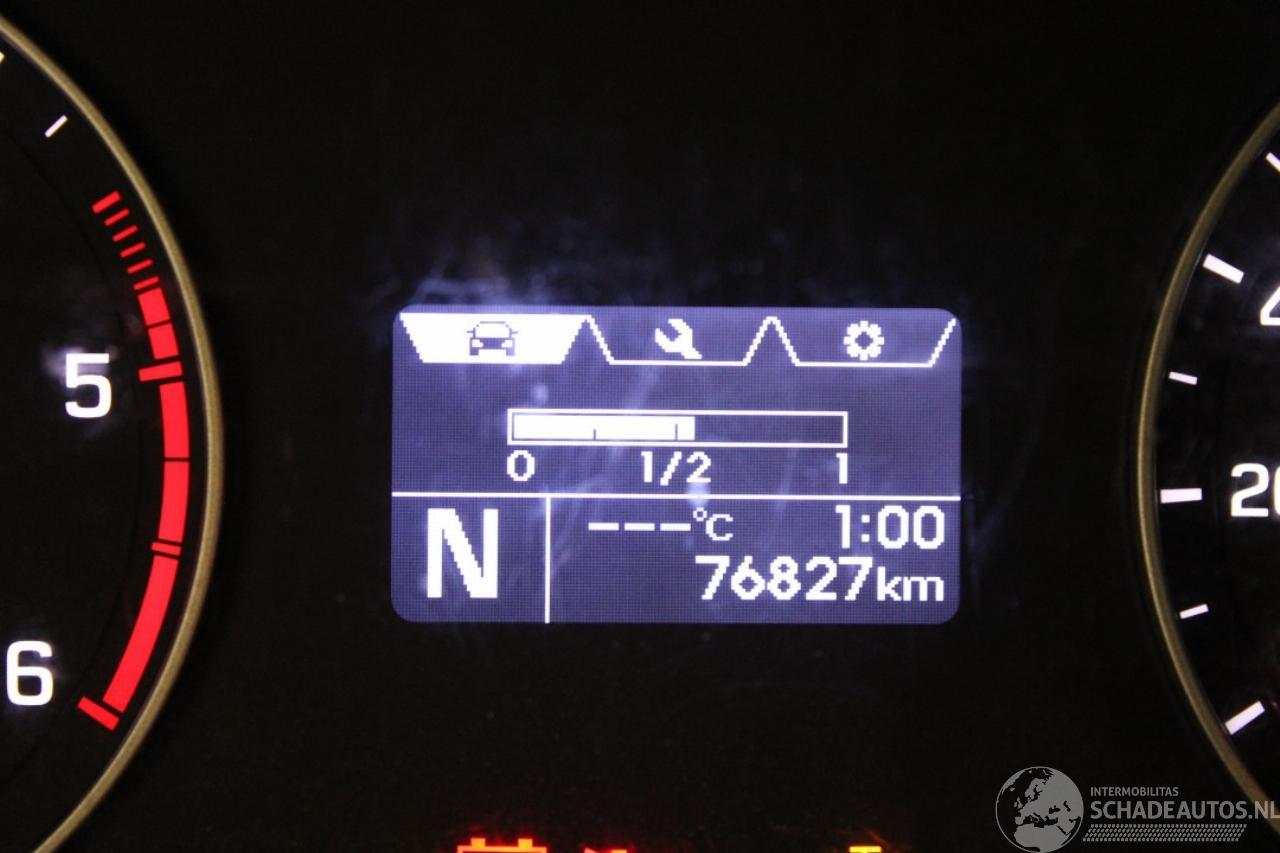 5
6
0 1/2 1
N
---°C 1:00
76827km
20
INTERMOBILITAS
SCHADEAUTOS.NL